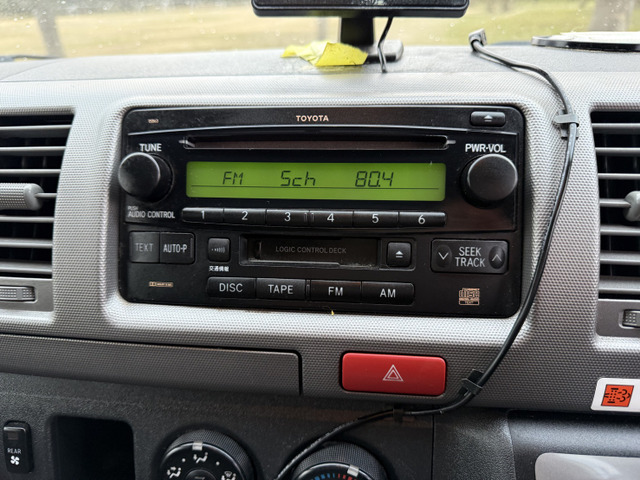 TOYOTA
TUNE
PWR-VOL
FM 5ch 80.4
PUSH
AUDIO CONTROL
1 2 3 4 5 6
TEXT AUTO-P
LOGIC CONTROL DECK
SEEK
TRACK
交通情報
DISC TAPE FM AM
REAR